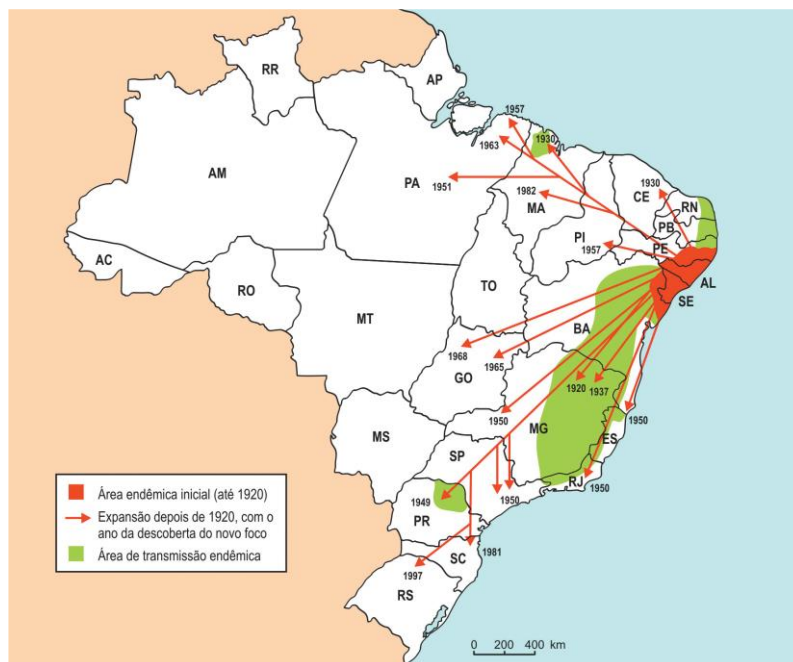 RR
AP
1957
1963
1930
AM
PA
1951
1982
MA
CE
1930
RN
PB
PE
PI
1957
AC
AL
TO
SE
RO
BA
MT
1968
1965
GO
1920
1937
1950
MG
1950
ES
MS
SP
RJ
1950
1949
1950
PR
SC
1981
1997
RS
Área endêmica inicial (até 1920)
Expansão depois de 1920, com o
ano da descoberta do novo foco
Área de transmissão endêmica
0 200 400 km